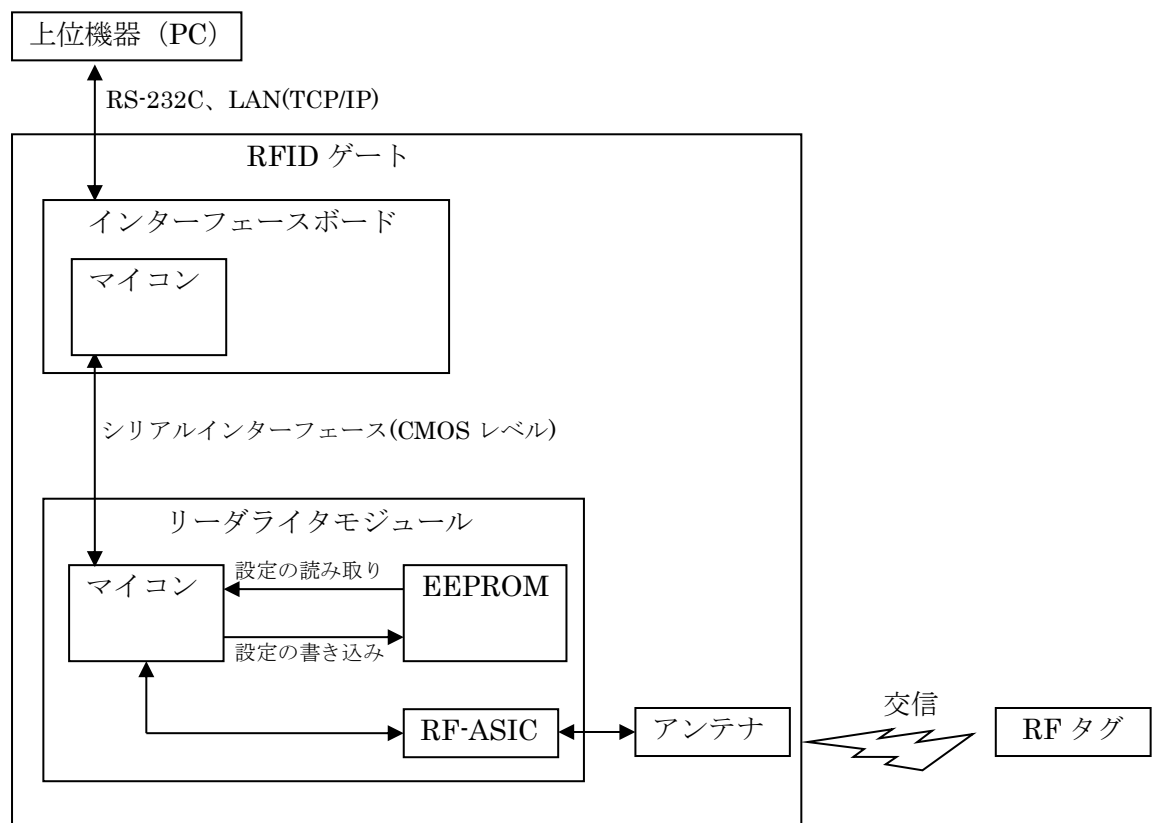 上位機器（PC）
RS-232C、LAN(TCP/IP)
RFID ゲート
インターフェースボード
マイコン
シリアルインターフェース(CMOS レベル)
リーダライタモジュール
マイコン
設定の読み取り
EEPROM
設定の書き込み
RF-ASIC
アンテナ
交信
RF タグ